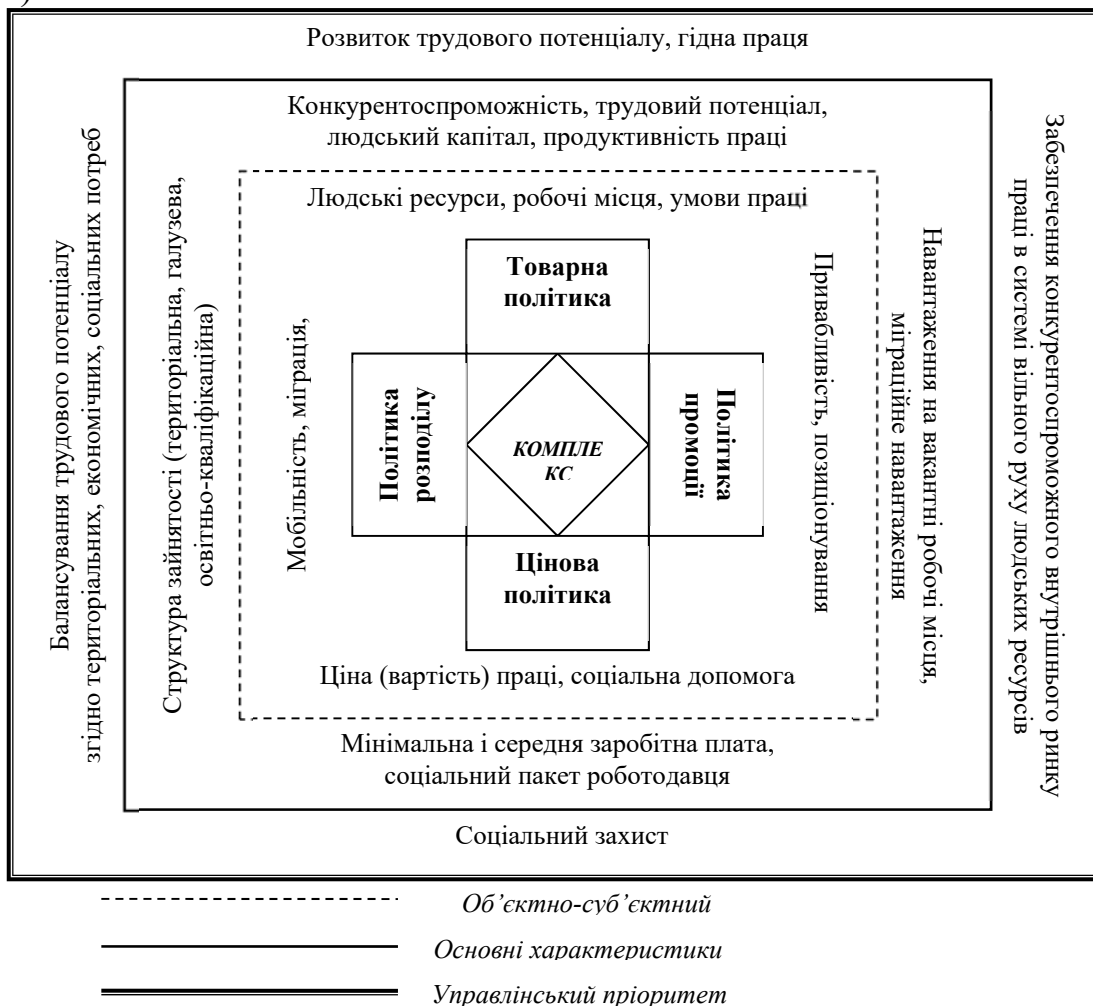 )
Розвиток трудового потенціалу, гідна праця
Конкурентоспроможність, трудовий потенціал,
людський капітал, продуктивність праці
Людські ресурси, робочі місця, умови праці
Балансування трудового потенціалу
згідно територіальних, економічних, соціальних потреб
Структура зайнятості (територіальна, галузева,
освітньо-кваліфікаційна)
Мобільність, міграція,
Товарна
політика
Політика
розподілу
КОМПЛЕ
КС
Політика
промоції
Цінова
політика
Привабливість, позиціонування
Навантаження на вакантні робочі місця,
міграційне навантаження
Забезпечення конкурентоспроможного внутрішнього ринку
праці в системі вільного руху людських ресурсів
Ціна (вартість) праці, соціальна допомога
Мінімальна і середня заробітна плата,
соціальний пакет роботодавця
Соціальний захист
Об’єктно-суб’єктний
Основні характеристики
Управлінський пріоритет